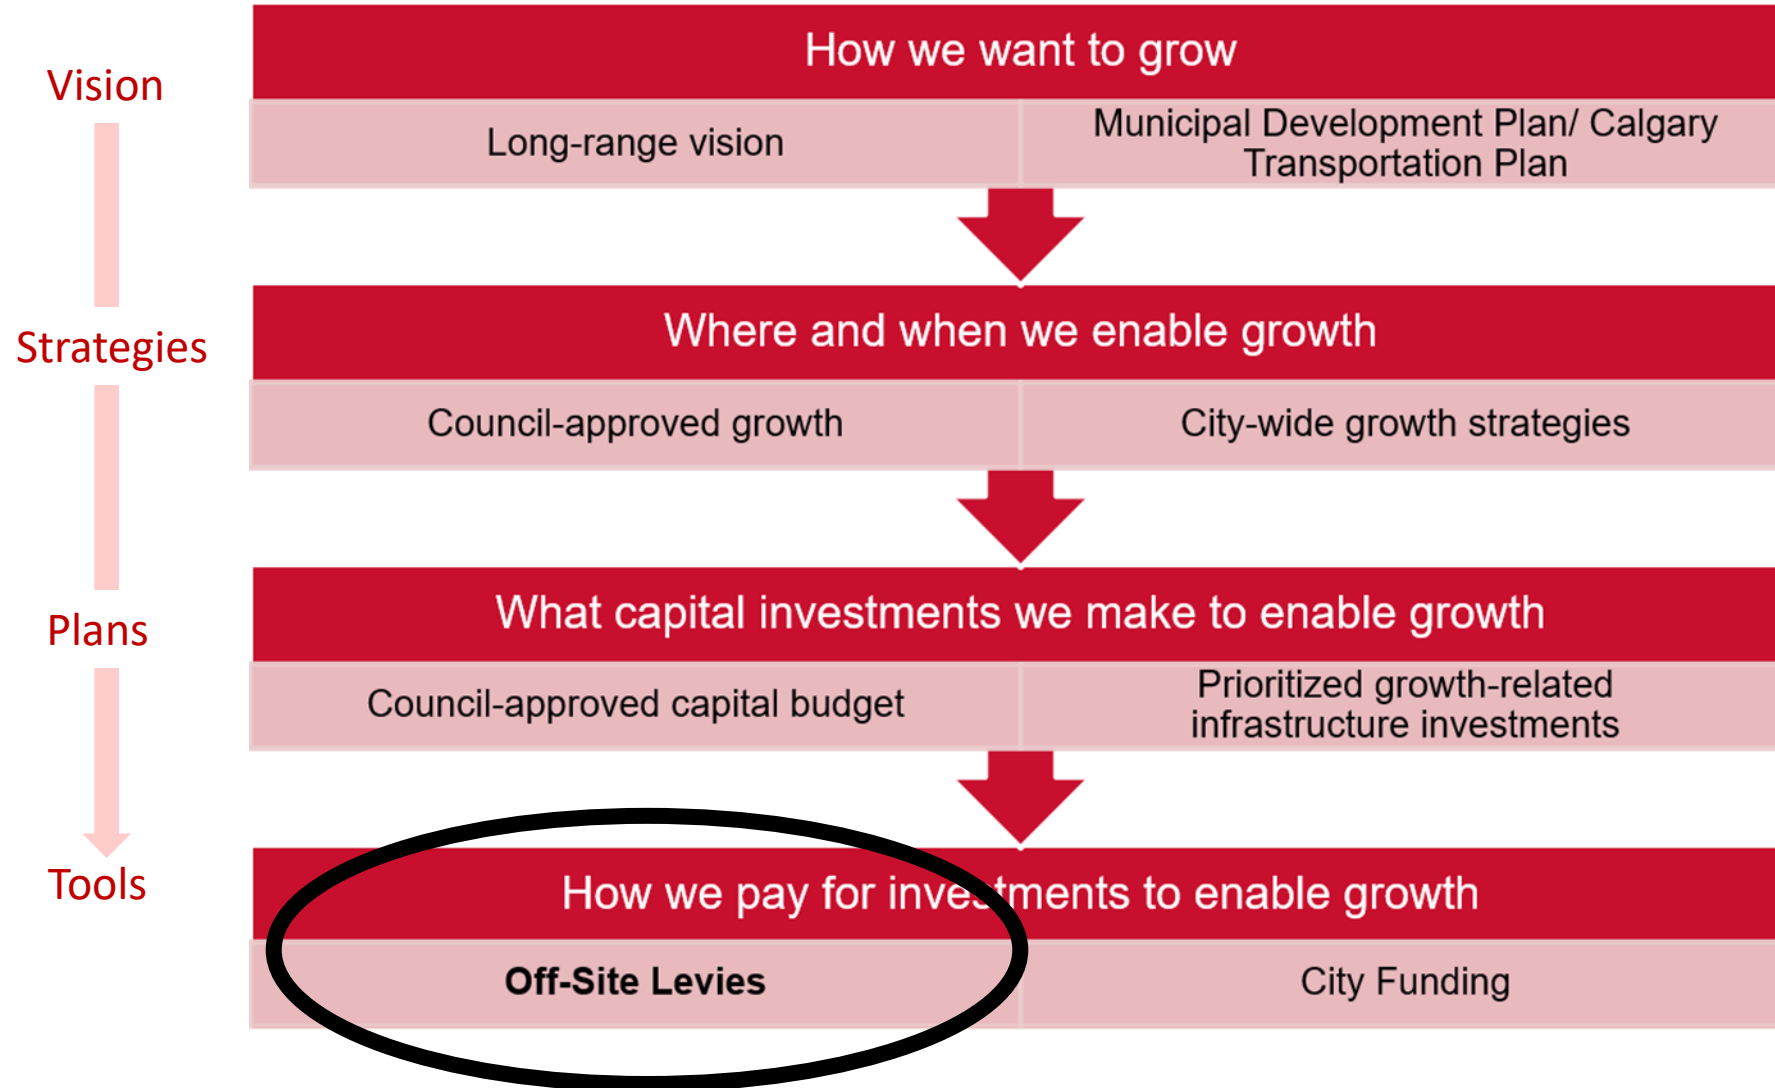 Vision
How we want to grow
Long-range vision
Municipal Development Plan/ Calgary
Transportation Plan
Strategies
Where and when we enable growth
Council-approved growth
City-wide growth strategies
Plans
What capital investments we make to enable growth
Council-approved capital budget
Prioritized growth-related
infrastructure investments
Tools
How we pay for investments to enable growth
Off-Site Levies
City Funding